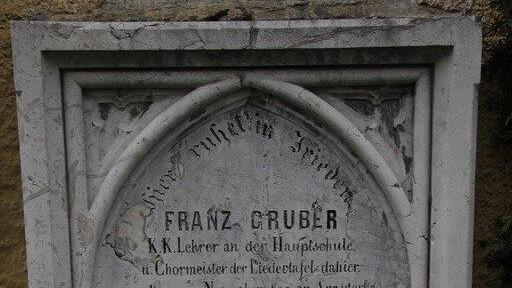 Hier ruhet in Frieden
FRANZ GRUBER
K.K. Lehrer an der Hauptschule
u. Chormeister der Liedertafel dahier.